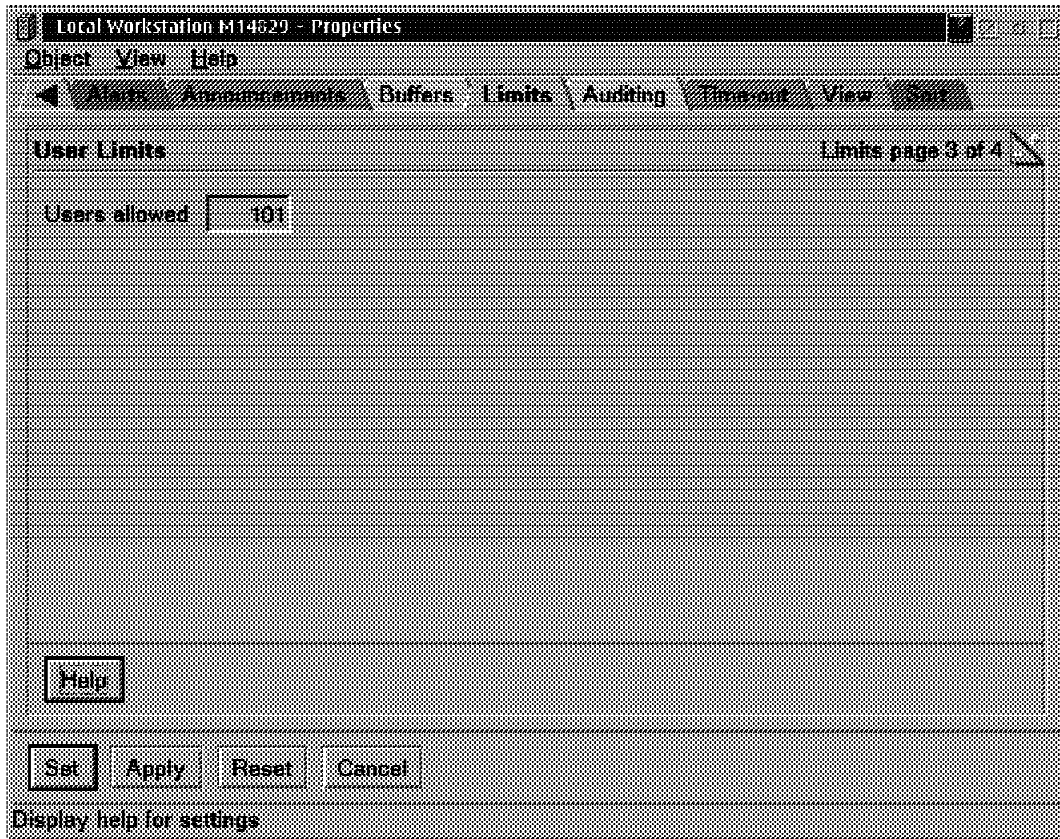 Local Workstation M14829 - Properties
Object View Help
Alerts Announcements Buffers Limits Auditing Time-out View Sort
User Limits Limits page 3 of 4
Users allowed 101
Help
Set Apply Reset Cancel
Display help for settings